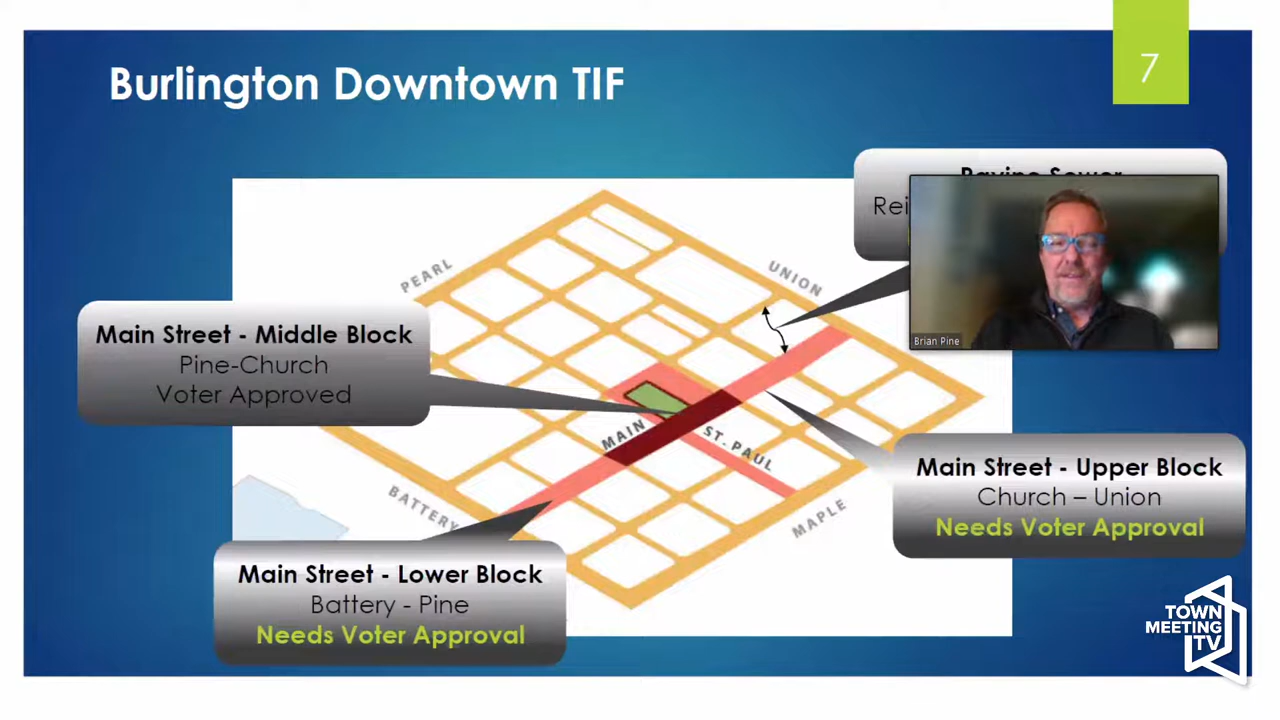 7
Burlington Downtown TIF
Brian Pine
PEARL
UNION
Main Street - Middle Block
Pine-Church
Voter Approved
MAIN
ST. PAUL
BATTERY
MAPLE
Main Street - Upper Block
Church – Union
Needs Voter Approval
Main Street - Lower Block
Battery - Pine
Needs Voter Approval
TOWN
MEETING
TV